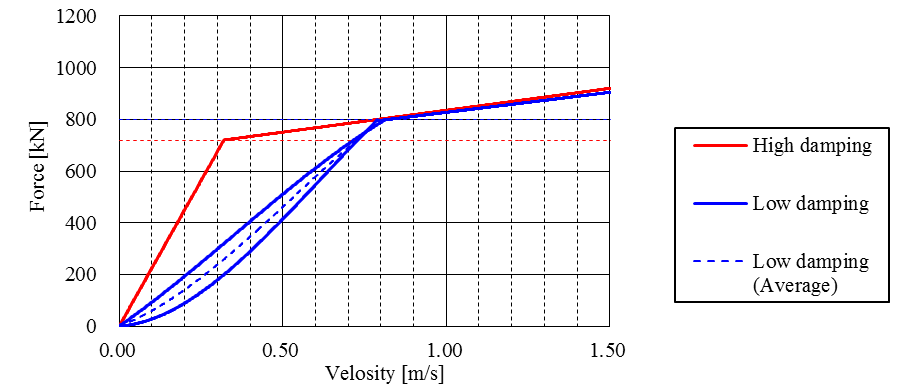 1200
1000
800
600
400
200
0
Force [kN]
0.00 0.50 1.00 1.50
Velosity [m/s]
High damping
Low damping
Low damping
(Average)